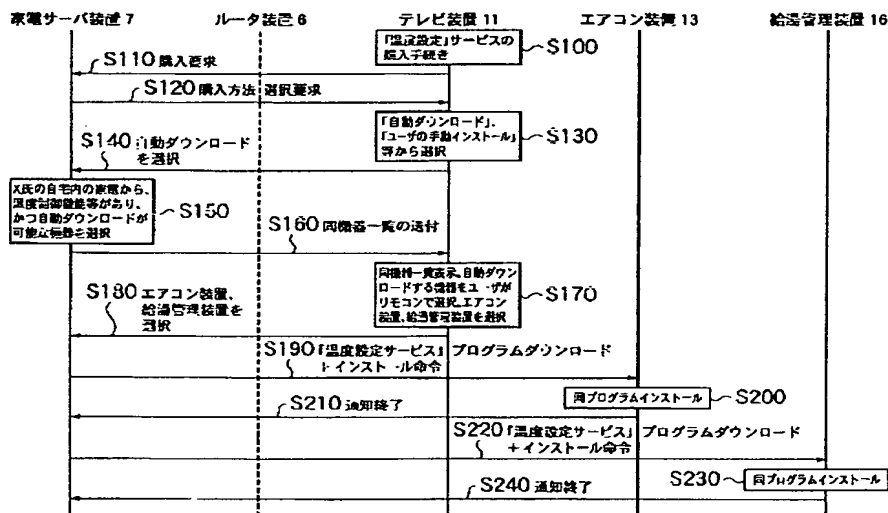 家電サーバ装置 7
ルータ装置 6
テレビ装置 11
エアコン装置 13
給湯管理装置 16
「温度設定」サービスの
購入手続き
S100
S110 購入要求
S120 購入方法 選択要求
「自動ダウンロード」、
「ユーザの手動インストール」
等から選択
S130
S140 自動ダウンロード
を選択
X氏の自宅内の家電から、
温度制御機能等があり、
かつ自動ダウンロードが
可能な機器を選択
S150
S160 同機器一覧の送付
同機器一覧表示、自動ダウン
ロードする機器をユーザが
リモコンで選択、エアコン
装置、給湯管理装置を選択
S170
S180 エアコン装置、
給湯管理装置を
選択
S190「温度設定サービス」プログラムダウンロード
+インストール命令
同プログラムインストール
S200
S210 通知終了
S220「温度設定サービス」プログラムダウンロード
+インストール命令
S230
同プログラムインストール
S240 通知終了